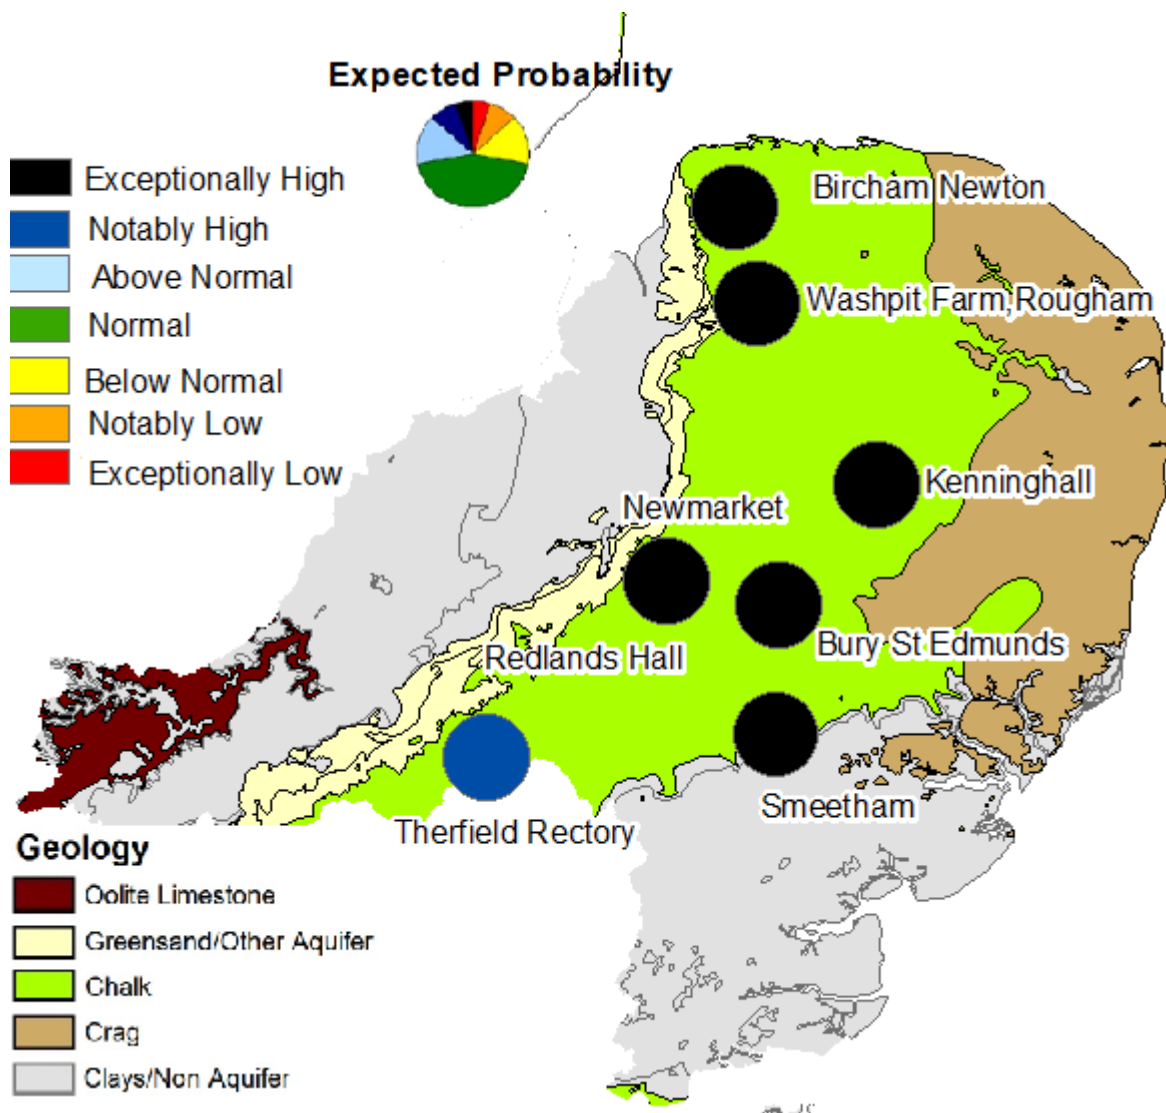 Expected Probability
Exceptionally High
Notably High
Above Normal
Normal
Below Normal
Notably Low
Exceptionally Low
Bircham Newton
Washpit Farm,Rougham
Kenninghall
Newmarket
Bury St Edmunds
Redlands Hall
Smeetham
Therfield Rectory
Geology
Oolite Limestone
Greensand/Other Aquifer
Chalk
Crag
Clays/Non Aquifer